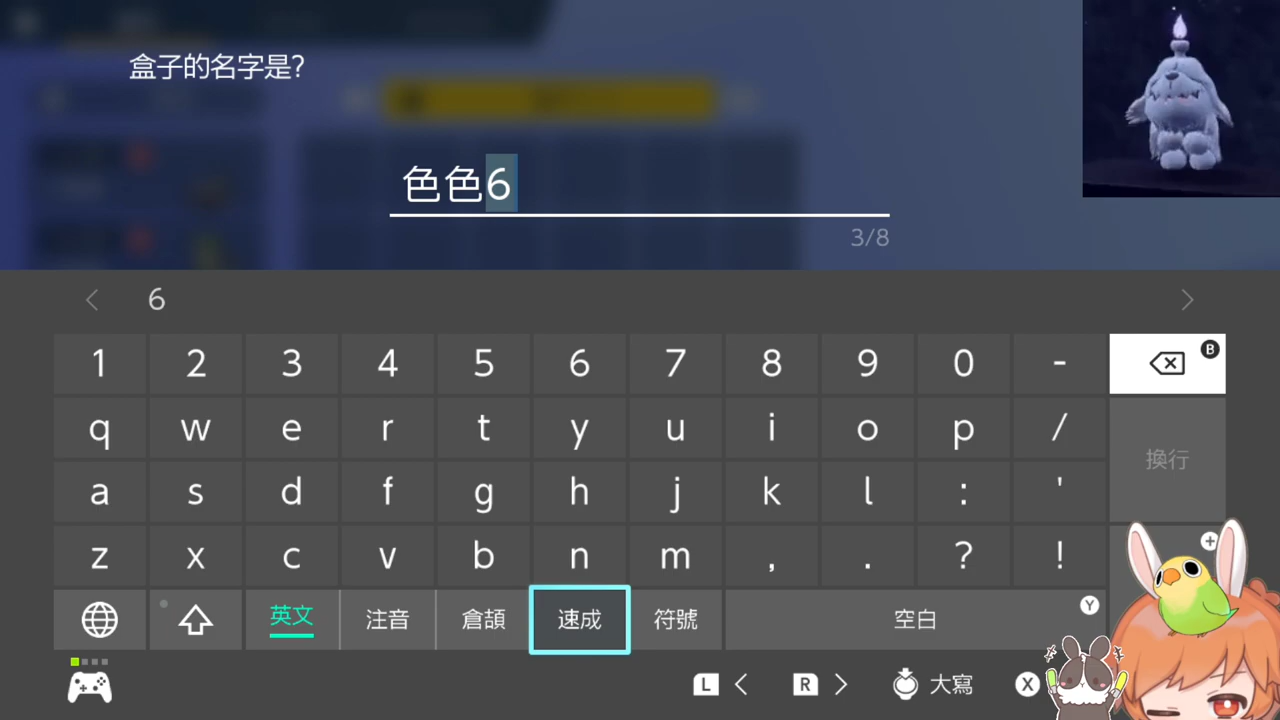 盒子的名字是?
色色6
3/8
6
1 2 3 4 5 6 7 8 9 0 - B
q w e r t y u i o p /
換行
a s d f g h j k l : '
z x c v b n m , . ? !
英文 注音 倉頡 速成 符號 空白 Y
L R 大寫 X